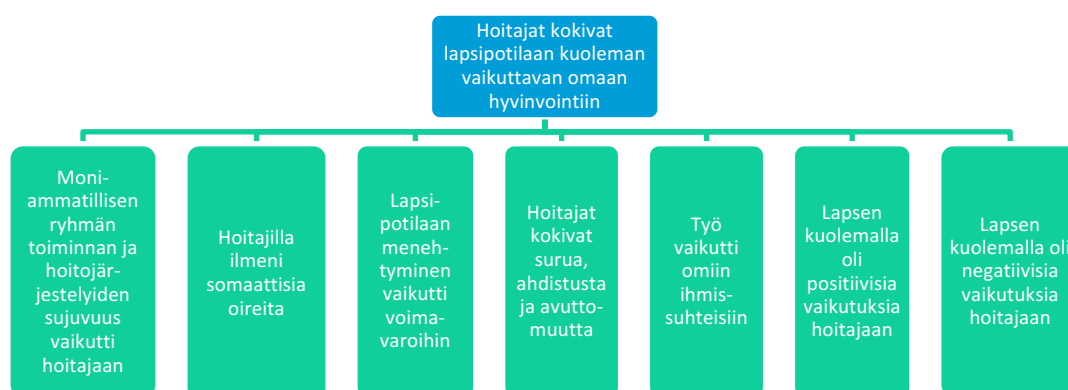 Hoitajat kokivat
lapsipotilaan kuoleman
vaikuttavan omaan
hyvinvointiin
Moni-
ammatillisen
ryhmän
toiminnan ja
hoitojär-
jestelyiden
sujuvuus
vaikutti
hoitajaan
Hoitajilla
ilmeni
somaattisia
oireita
Lapsi-
potilaan
meneh-
tyminen
vaikutti
voima-
varoihin
Hoitajat
kokivat
surua,
ahdistusta
ja avutto-
muutta
Työ
vaikutti
omiin
ihmis-
suhteisiin
Lapsen
kuolemalla
oli
positiivisia
vaikutuksia
hoitajaan
Lapsen
kuolemalla oli
negatiivisia
vaikutuksia
hoitajaan